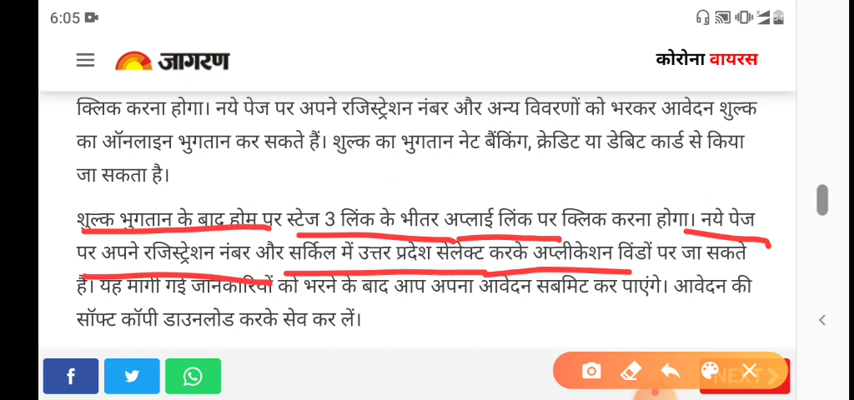 6:05
जागरण
कोरोना वायरस
क्लिक करना होगा। नये पेज पर अपने रजिस्ट्रेशन नंबर और अन्य विवरणों को भरकर आवेदन शुल्क
का ऑनलाइन भुगतान कर सकते हैं। शुल्क का भुगतान नेट बैंकिंग, क्रेडिट या डेबिट कार्ड से किया
जा सकता है।
शुल्क भुगतान के बाद होम पर स्टेज 3 लिंक के भीतर अप्लाई लिंक पर क्लिक करना होगा। नये पेज
पर अपने रजिस्ट्रेशन नंबर और सर्किल में उत्तर प्रदेश सेलेक्ट करके अप्लीकेशन विंडों पर जा सकते
हैं। यह मांगी गई जानकारियों को भरने के बाद आप अपना आवेदन सबमिट कर पाएंगे। आवेदन की
सॉफ्ट कॉपी डाउनलोड करके सेव कर लें।
NEXT